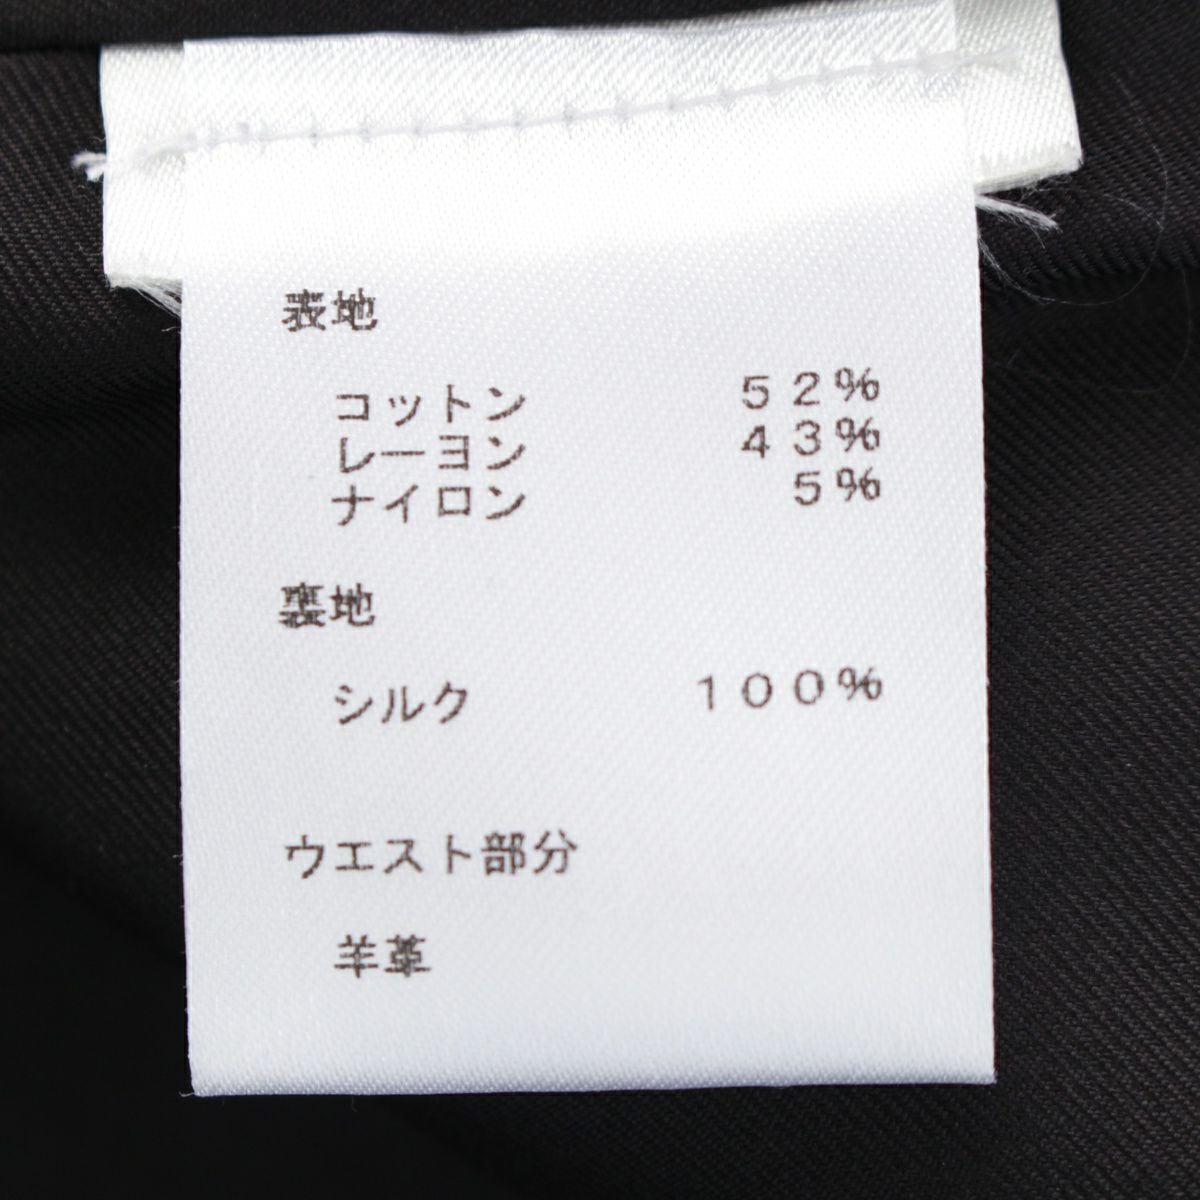 表地
コットン ５２％
レーヨン ４３％
ナイロン ５％
裏地
シルク １００％
ウエスト部分
羊革